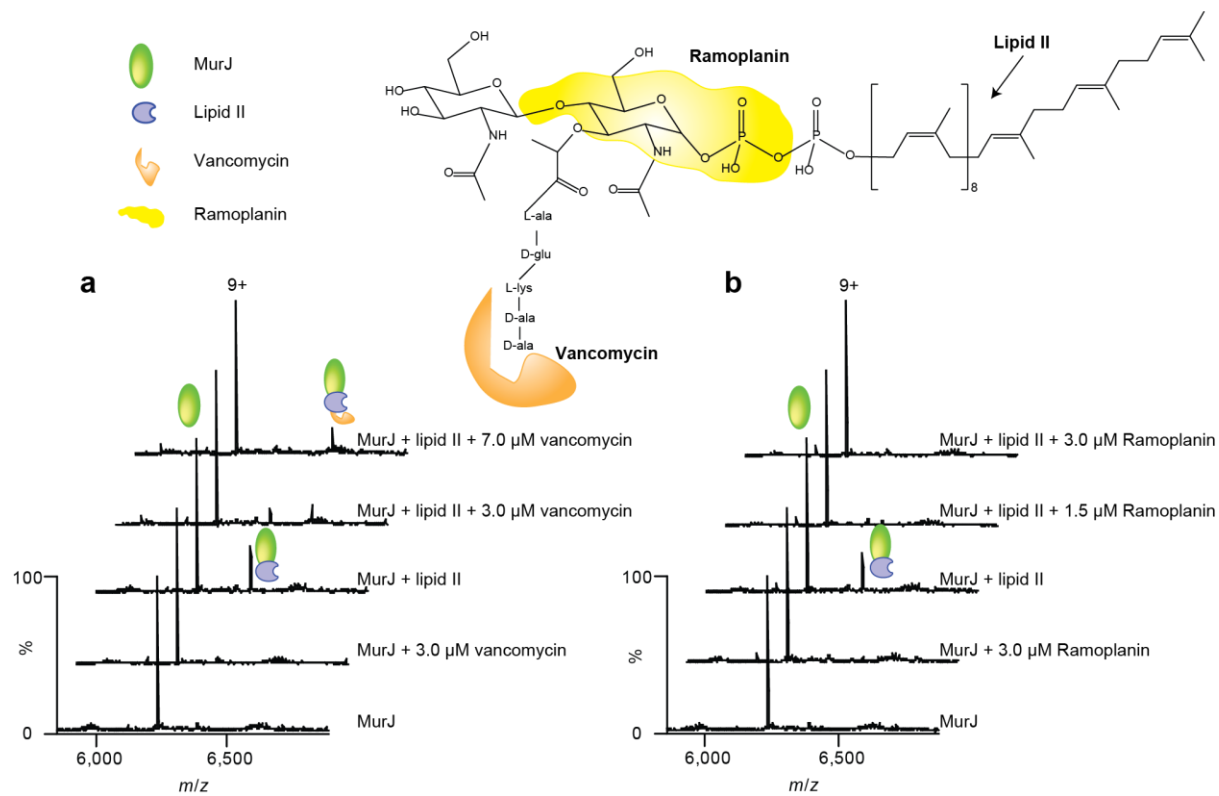 MurJ
Lipid II
Vancomycin
Ramoplanin
Ramoplanin
Lipid II
OH
HO
HO
O
OH
O
NH
O
O
OH
O
O
O
NH
O
O
O
P
HO
O
O
P
HO
O
8
L-ala
D-glu
L-lys
D-ala
D-ala
Vancomycin
a
9+
MurJ + lipid II + 7.0 µM vancomycin
MurJ + lipid II + 3.0 µM vancomycin
MurJ + lipid II
MurJ + 3.0 µM vancomycin
MurJ
100
%
0
6,000
6,500
m/z
b
9+
MurJ + lipid II + 3.0 µM Ramoplanin
MurJ + lipid II + 1.5 µM Ramoplanin
MurJ + lipid II
MurJ + 3.0 µM Ramoplanin
MurJ
100
%
0
6,000
6,500
m/z